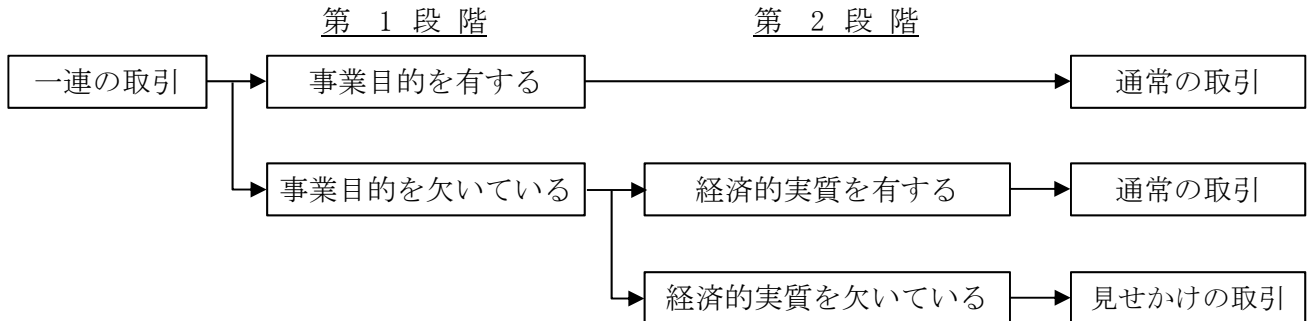 第 1 段 階
第 2 段 階
一連の取引
事業目的を有する
通常の取引
事業目的を欠いている
経済的実質を有する
通常の取引
経済的実質を欠いている
見せかけの取引